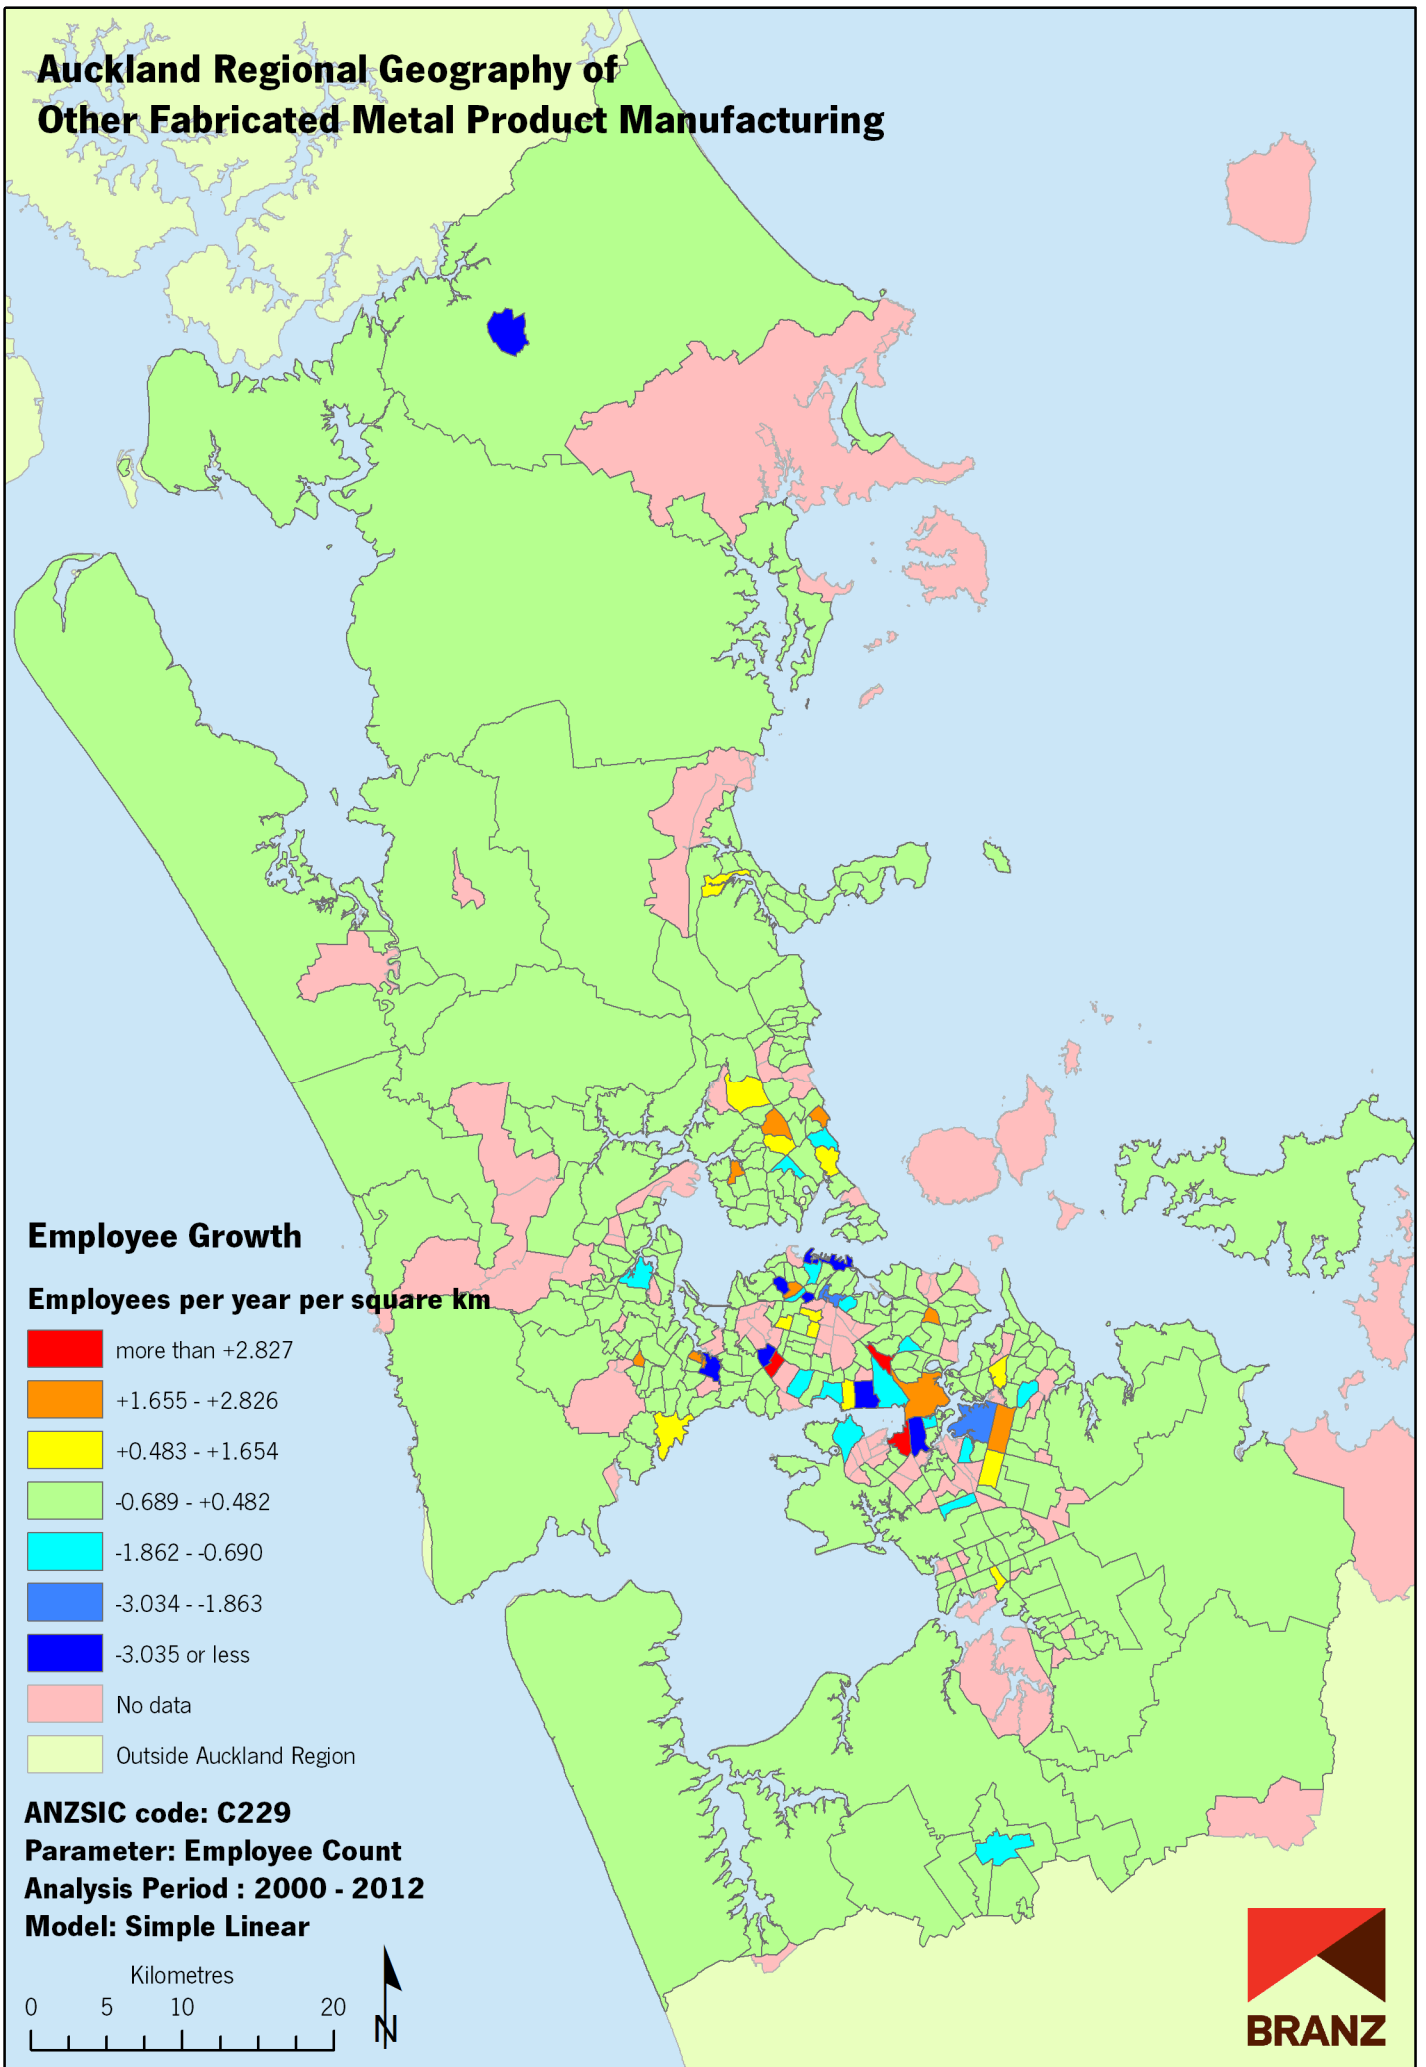 Auckland Regional Geography of
Other Fabricated Metal Product Manufacturing
Employee Growth
Employees per year per square km
more than +2.827
+1.655 - +2.826
+0.483 - +1.654
-0.689 - +0.482
-1.862 - -0.690
-3.034 - -1.863
-3.035 or less
No data
Outside Auckland Region
ANZSIC code: C229
Parameter: Employee Count
Analysis Period : 2000 - 2012
Model: Simple Linear
Kilometres
0 5 10 20
N
BRANZ